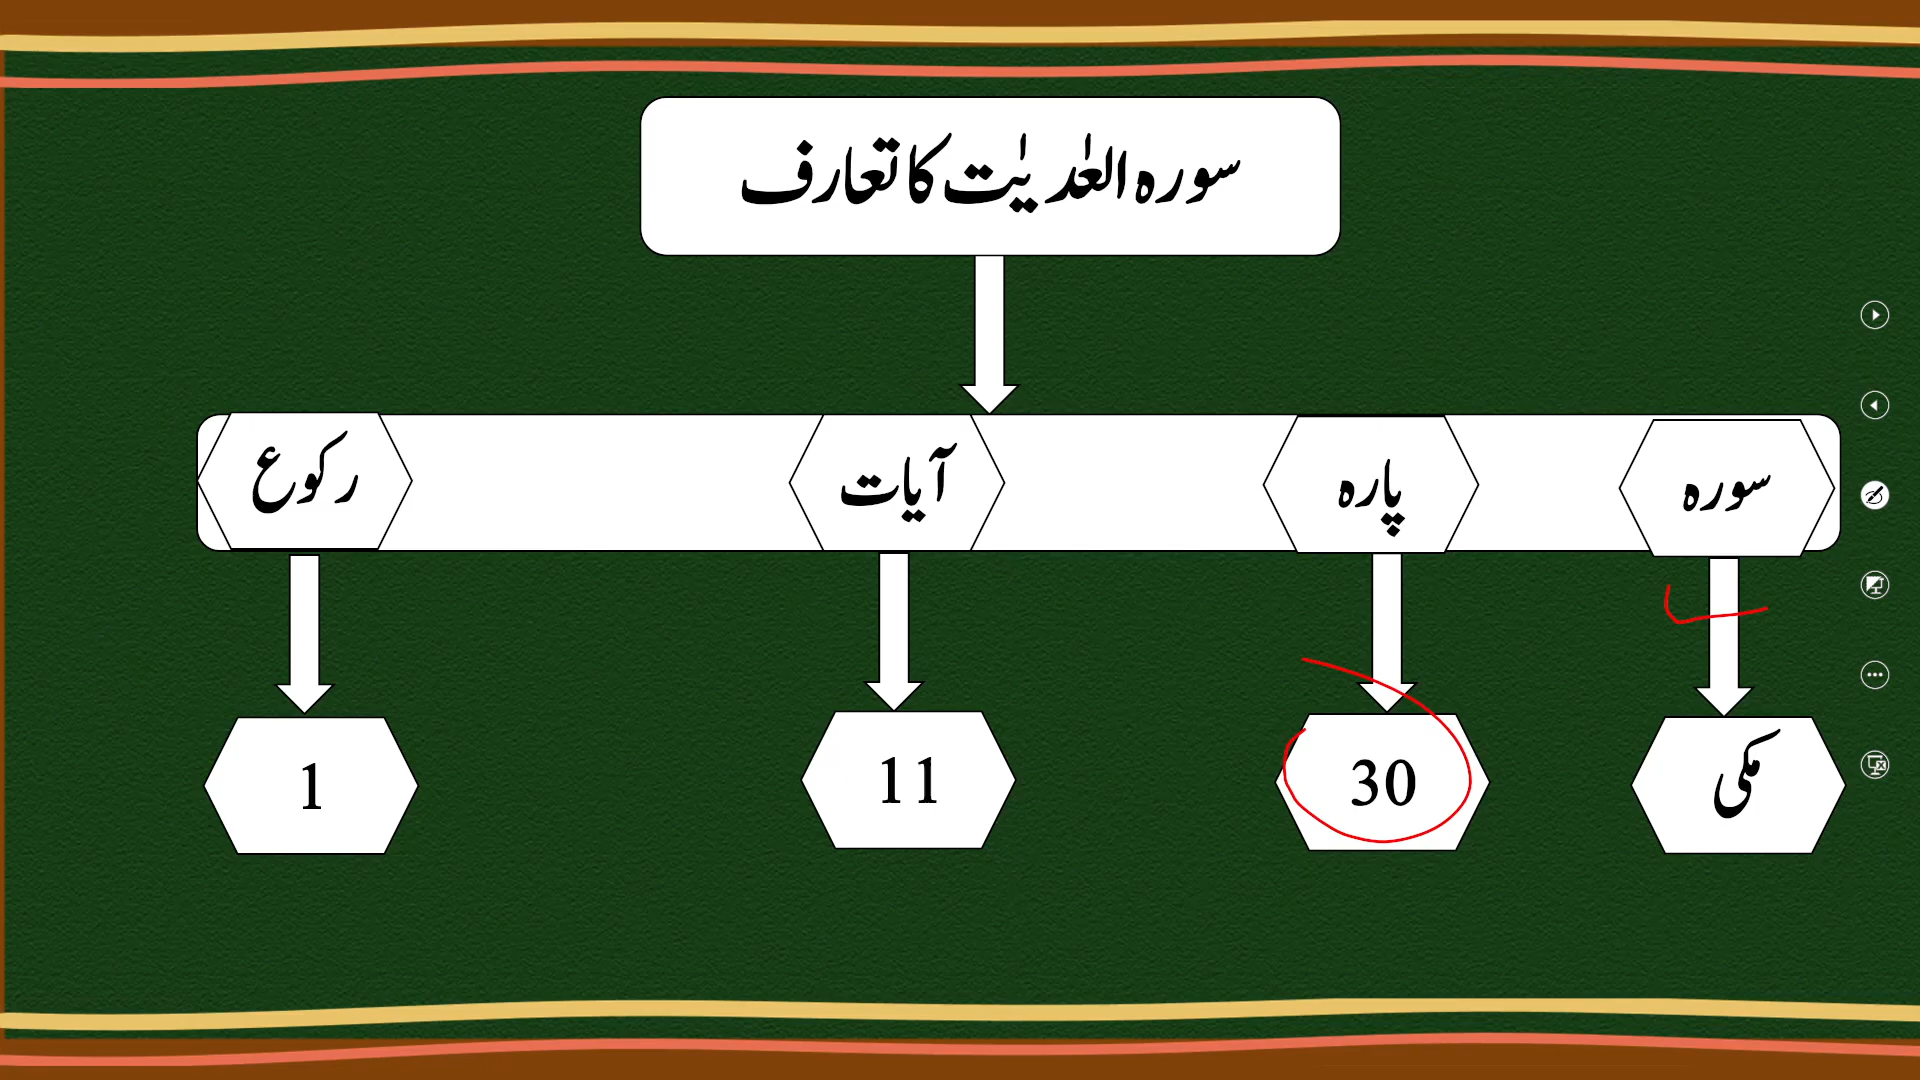 سورہ العٰدیٰت کا تعارف
سورہ پارہ آیات رکوع
مکی 30 11 1